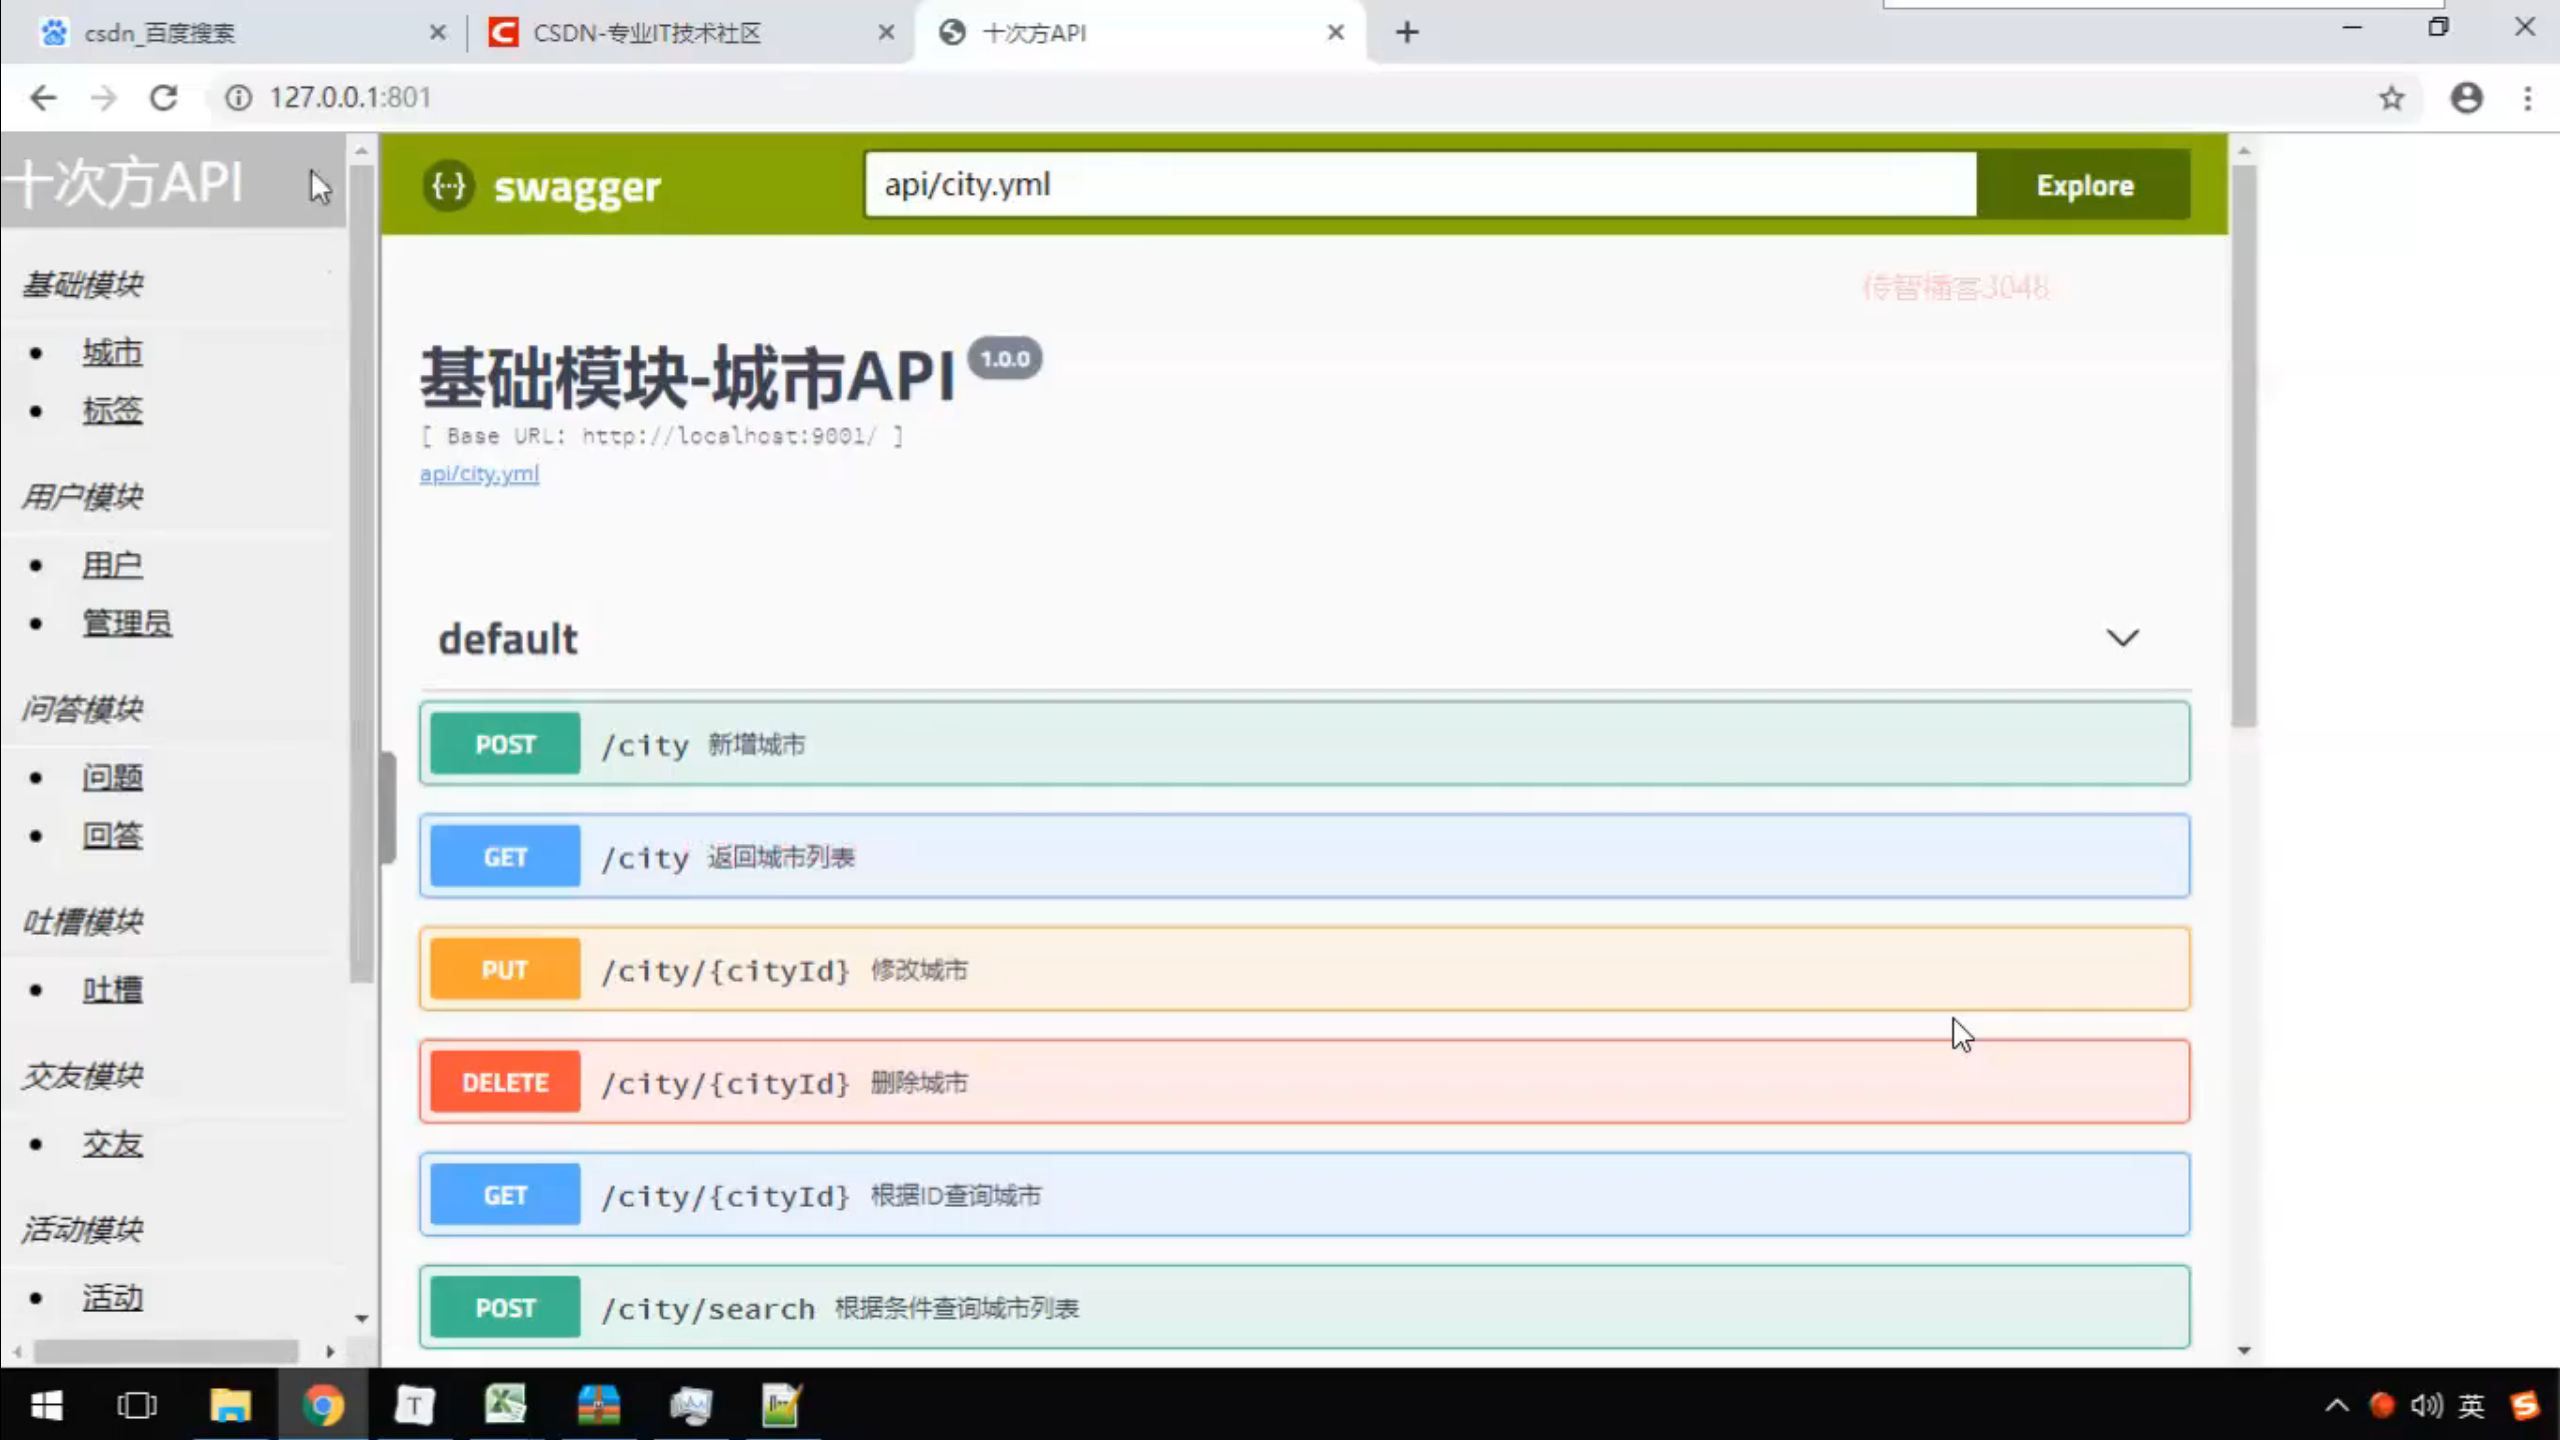 csdn_百度搜索
CSDN-专业IT技术社区
十次方API
127.0.0.1:801
十次方API
基础模块
城市
标签
用户模块
用户
管理员
问答模块
问题
回答
吐槽模块
吐槽
交友模块
交友
活动模块
活动
{···} swagger
api/city.yml
Explore
传智播客3048
基础模块-城市API 1.0.0
[ Base URL: http://localhost:9001/ ]
api/city.yml
default
POST /city 新增城市
GET /city 返回城市列表
PUT /city/{cityId} 修改城市
DELETE /city/{cityId} 删除城市
GET /city/{cityId} 根据ID查询城市
POST /city/search 根据条件查询城市列表
英